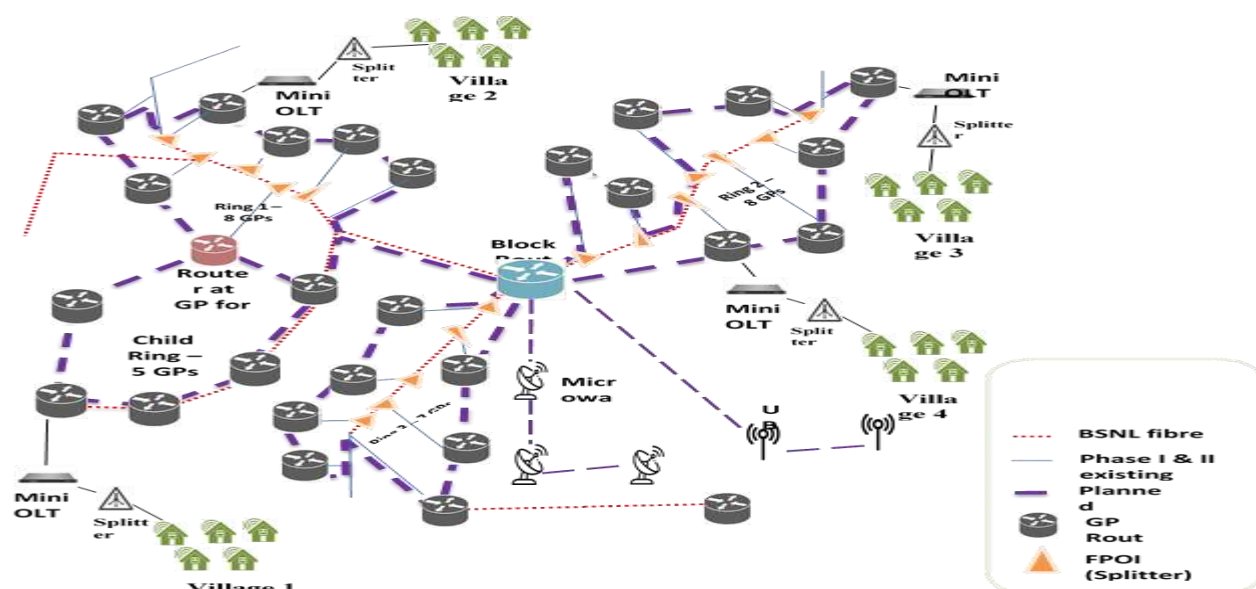 Splitter
Villa
ge 2
Mini
OLT
Mini
OLT
Splitte
r
Villa
ge 3
Ring 1 –
8 GPs
Ring 2 –
8 GPs
Block
Route
r at
GP for
Mini
OLT
Split
ter
Villa
ge 4
Child
Ring –
5 GPs
Micr
owa
Mini
OLT
Splitt
er
Village 1
BSNL fibre
Phase I & II
existing
Planne
d
GP
Rout
FPOI
(Splitter)